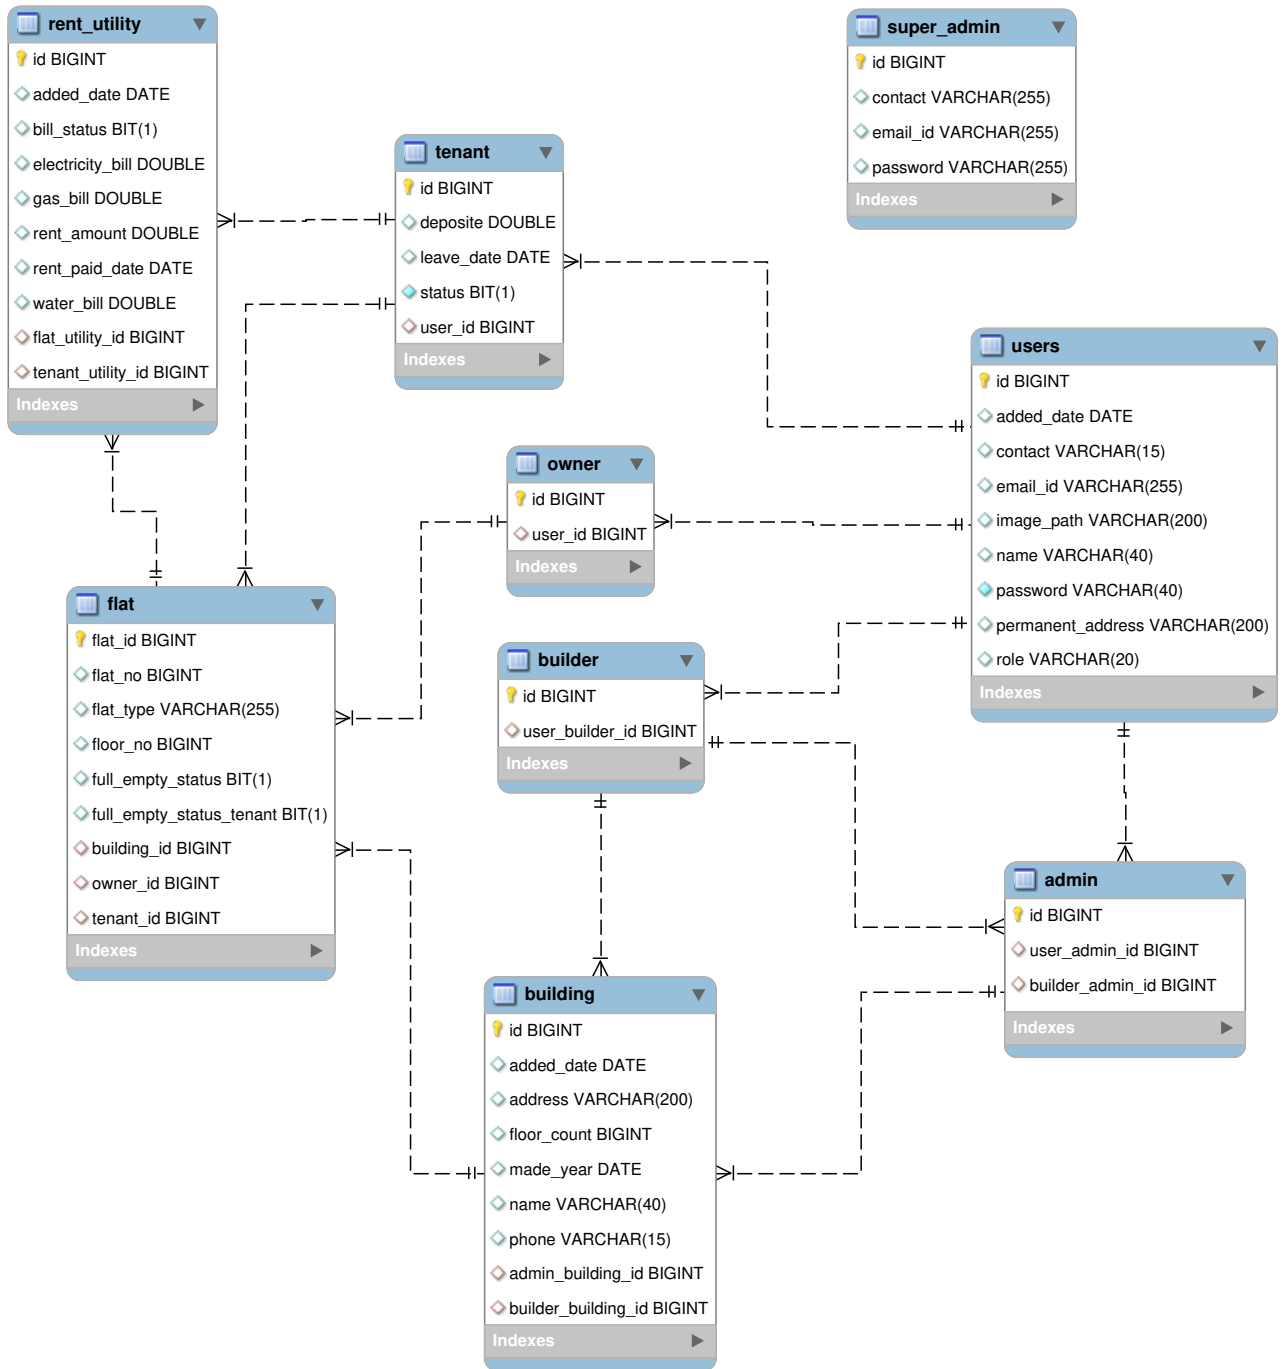 rent_utility
id BIGINT
added_date DATE
bill_status BIT(1)
electricity_bill DOUBLE
gas_bill DOUBLE
rent_amount DOUBLE
rent_paid_date DATE
water_bill DOUBLE
flat_utility_id BIGINT
tenant_utility_id BIGINT
Indexes
super_admin
id BIGINT
contact VARCHAR(255)
email_id VARCHAR(255)
password VARCHAR(255)
Indexes
tenant
id BIGINT
deposite DOUBLE
leave_date DATE
status BIT(1)
user_id BIGINT
Indexes
users
id BIGINT
added_date DATE
contact VARCHAR(15)
email_id VARCHAR(255)
image_path VARCHAR(200)
name VARCHAR(40)
password VARCHAR(40)
permanent_address VARCHAR(200)
role VARCHAR(20)
Indexes
owner
id BIGINT
user_id BIGINT
Indexes
flat
flat_id BIGINT
flat_no BIGINT
flat_type VARCHAR(255)
floor_no BIGINT
full_empty_status BIT(1)
full_empty_status_tenant BIT(1)
building_id BIGINT
owner_id BIGINT
tenant_id BIGINT
Indexes
builder
id BIGINT
user_builder_id BIGINT
Indexes
admin
id BIGINT
user_admin_id BIGINT
builder_admin_id BIGINT
Indexes
building
id BIGINT
added_date DATE
address VARCHAR(200)
floor_count BIGINT
made_year DATE
name VARCHAR(40)
phone VARCHAR(15)
admin_building_id BIGINT
builder_building_id BIGINT
Indexes